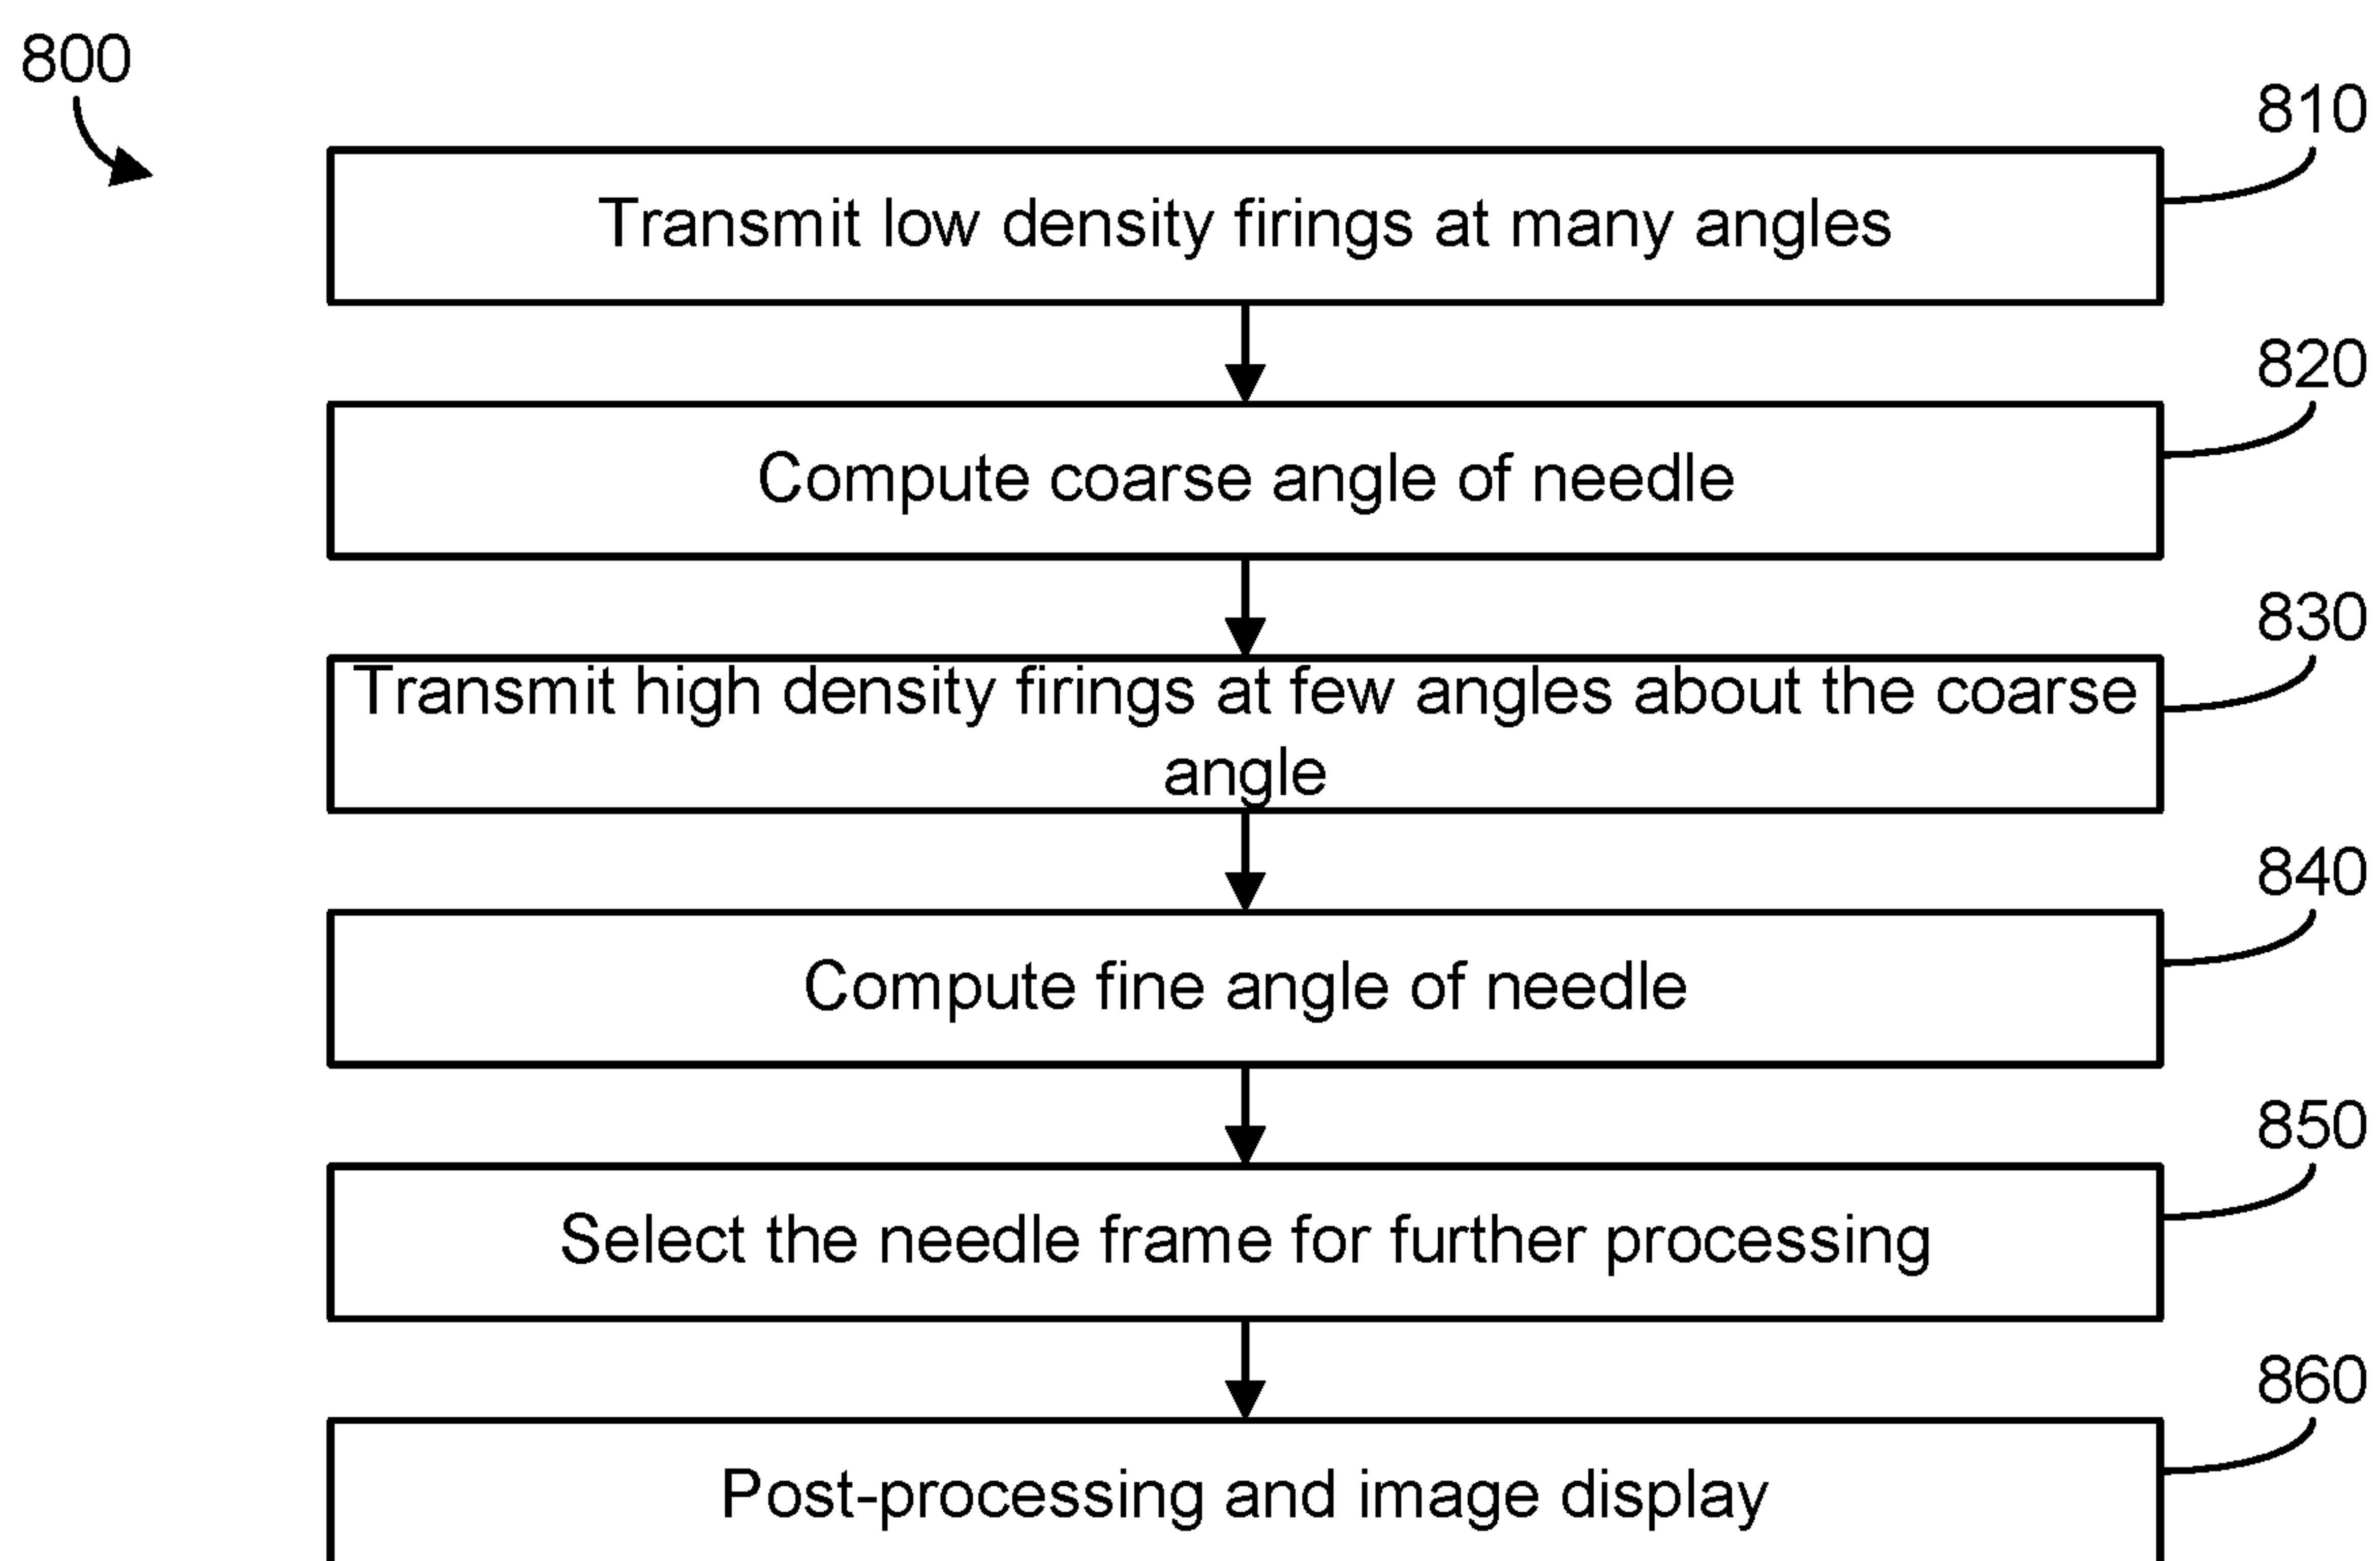 800
810
Transmit low density firings at many angles
820
Compute coarse angle of needle
830
Transmit high density firings at few angles about the coarse
angle
840
Compute fine angle of needle
850
Select the needle frame for further processing
860
Post-processing and image display